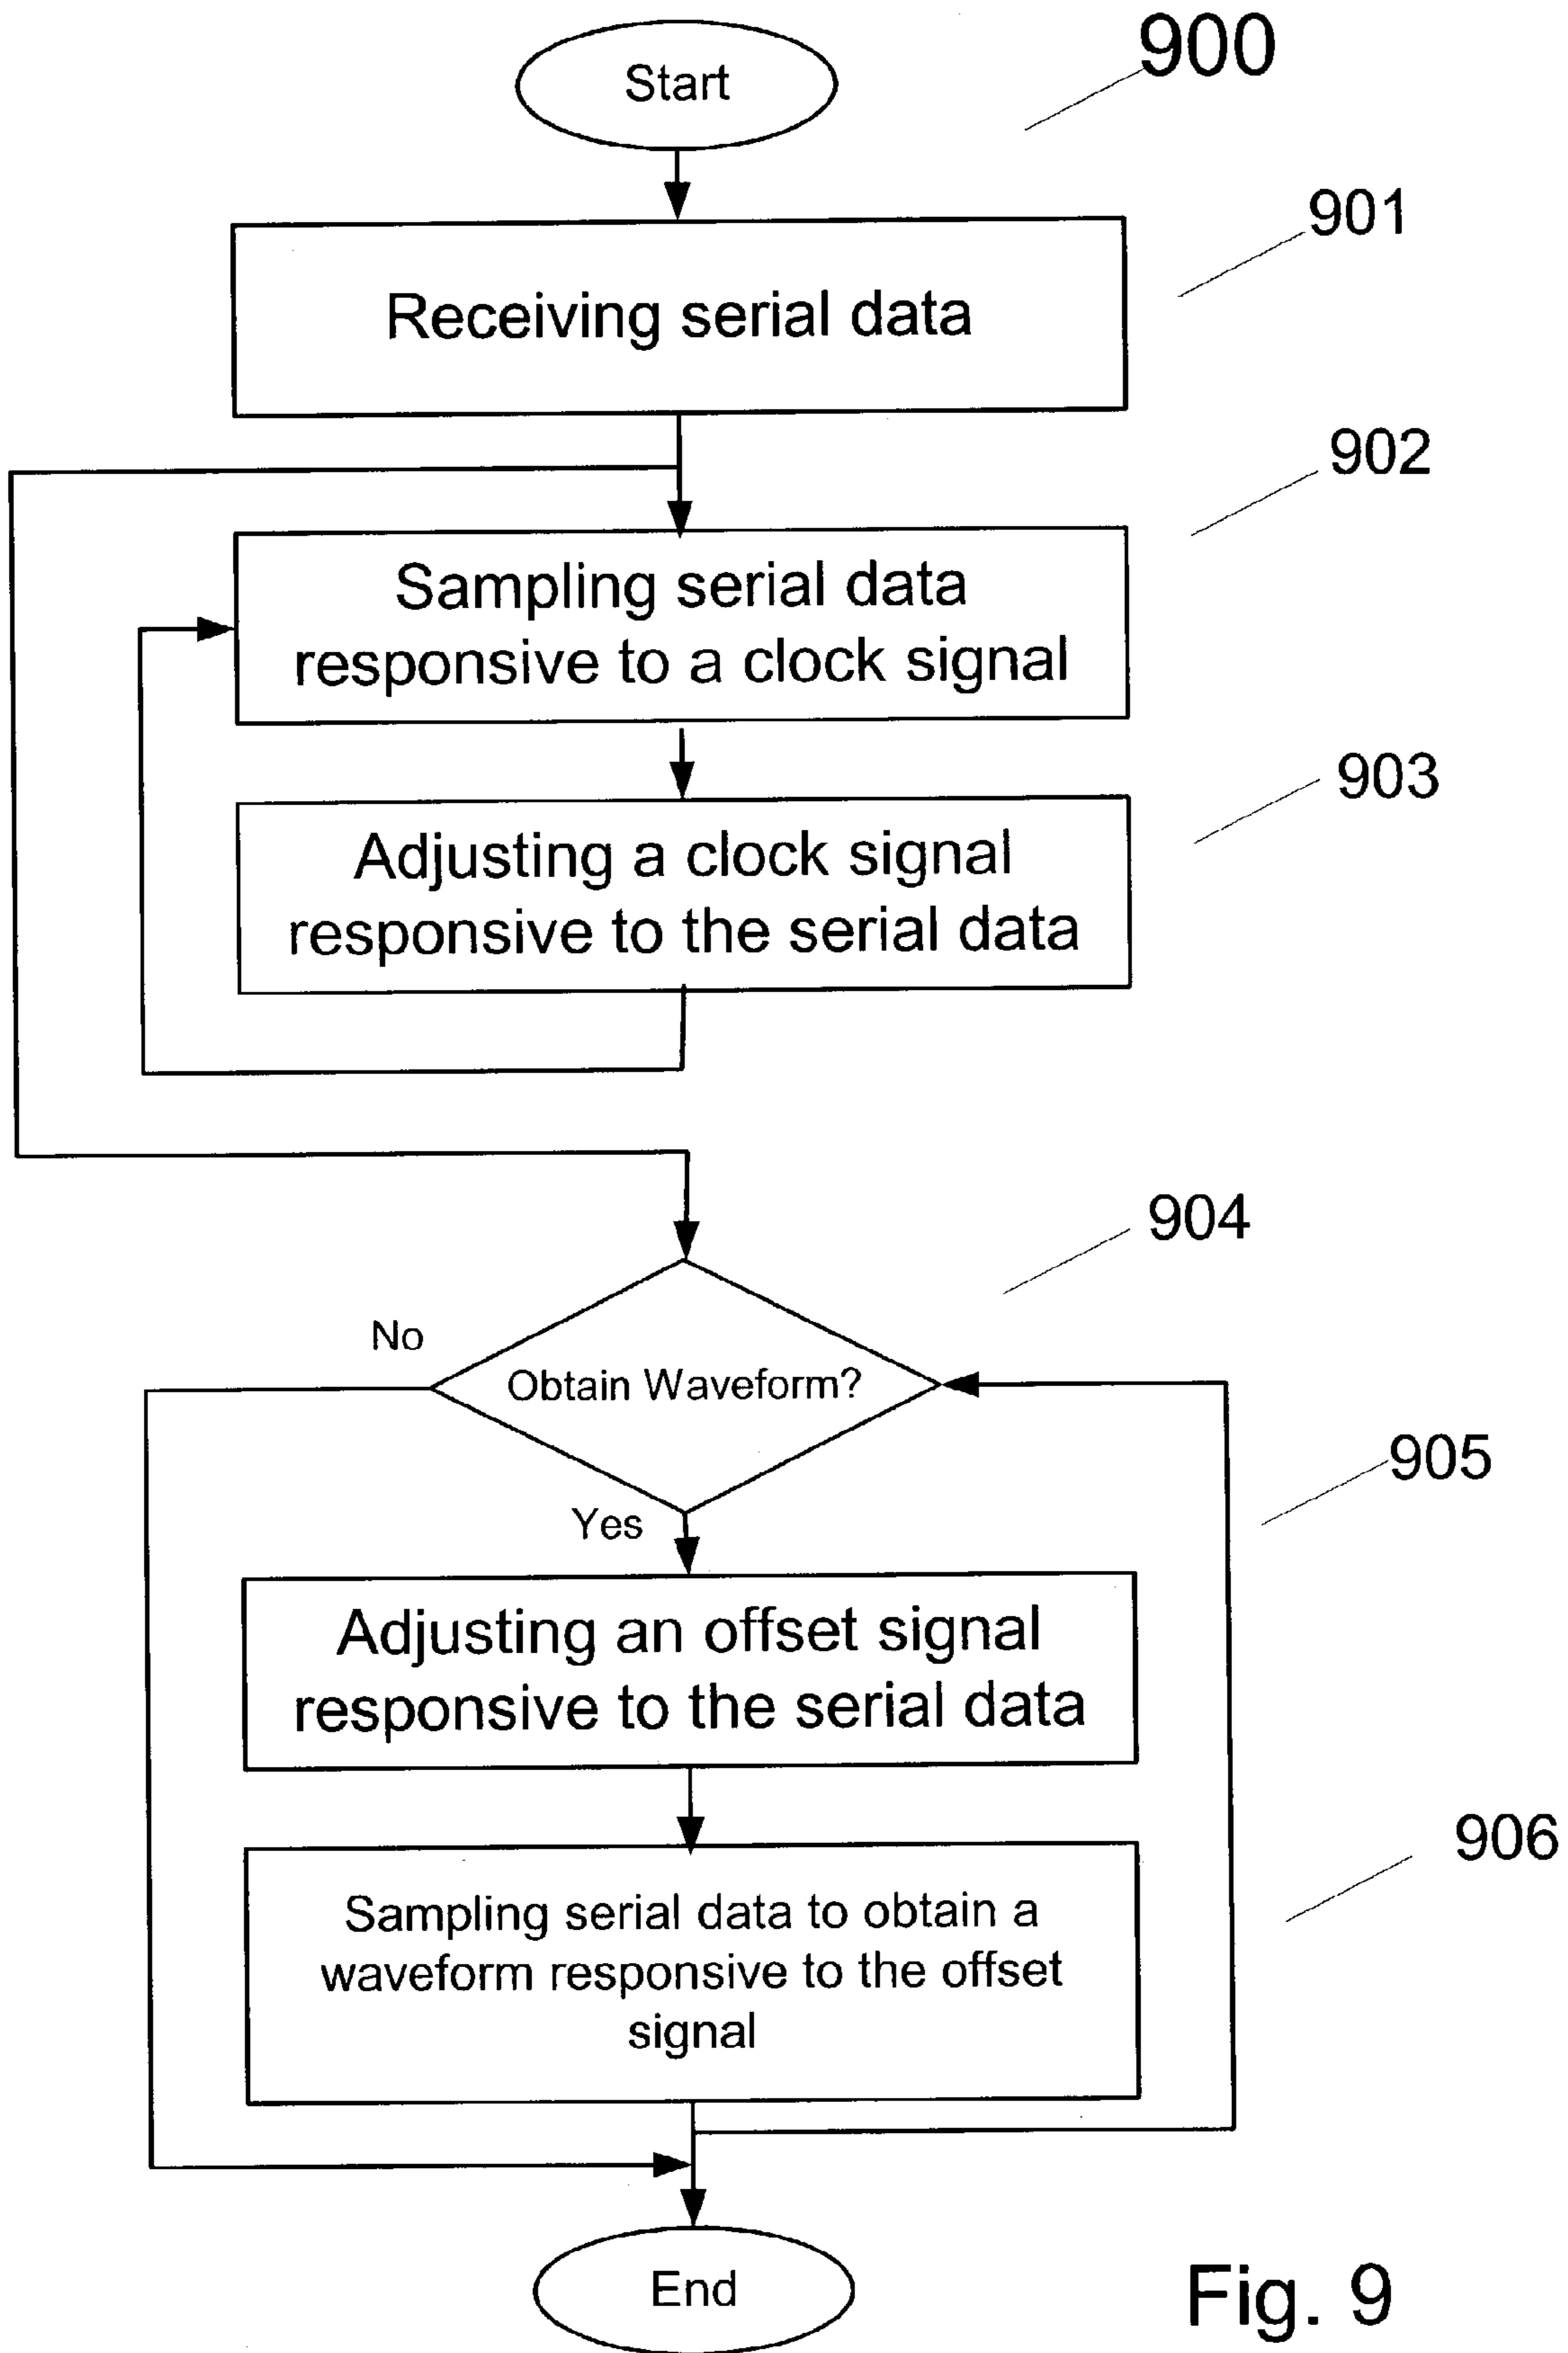 Start
900
901
Receiving serial data
902
Sampling serial data
responsive to a clock signal
903
Adjusting a clock signal
responsive to the serial data
904
No
Obtain Waveform?
905
Yes
Adjusting an offset signal
responsive to the serial data
906
Sampling serial data to obtain a
waveform responsive to the offset
signal
End
Fig. 9